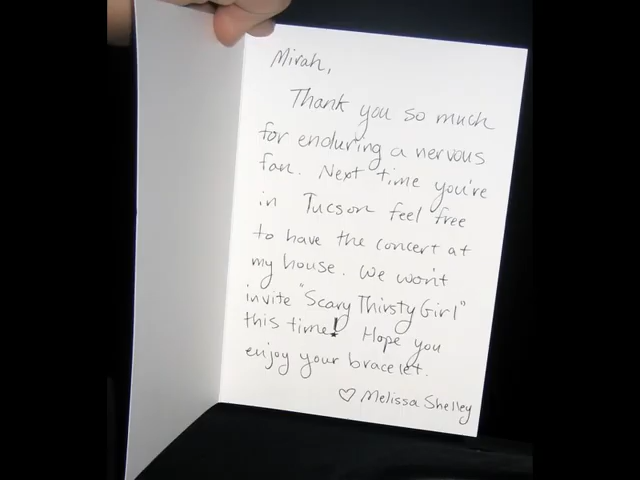 Mirah,
Thank you so much
for enduring a nervous
fan. Next time you're
in Tucson feel free
to have the concert at
my house. We won't
invite "Scary Thirsty Girl"
this time! Hope you
enjoy your bracelet.
♡ Melissa Shelley